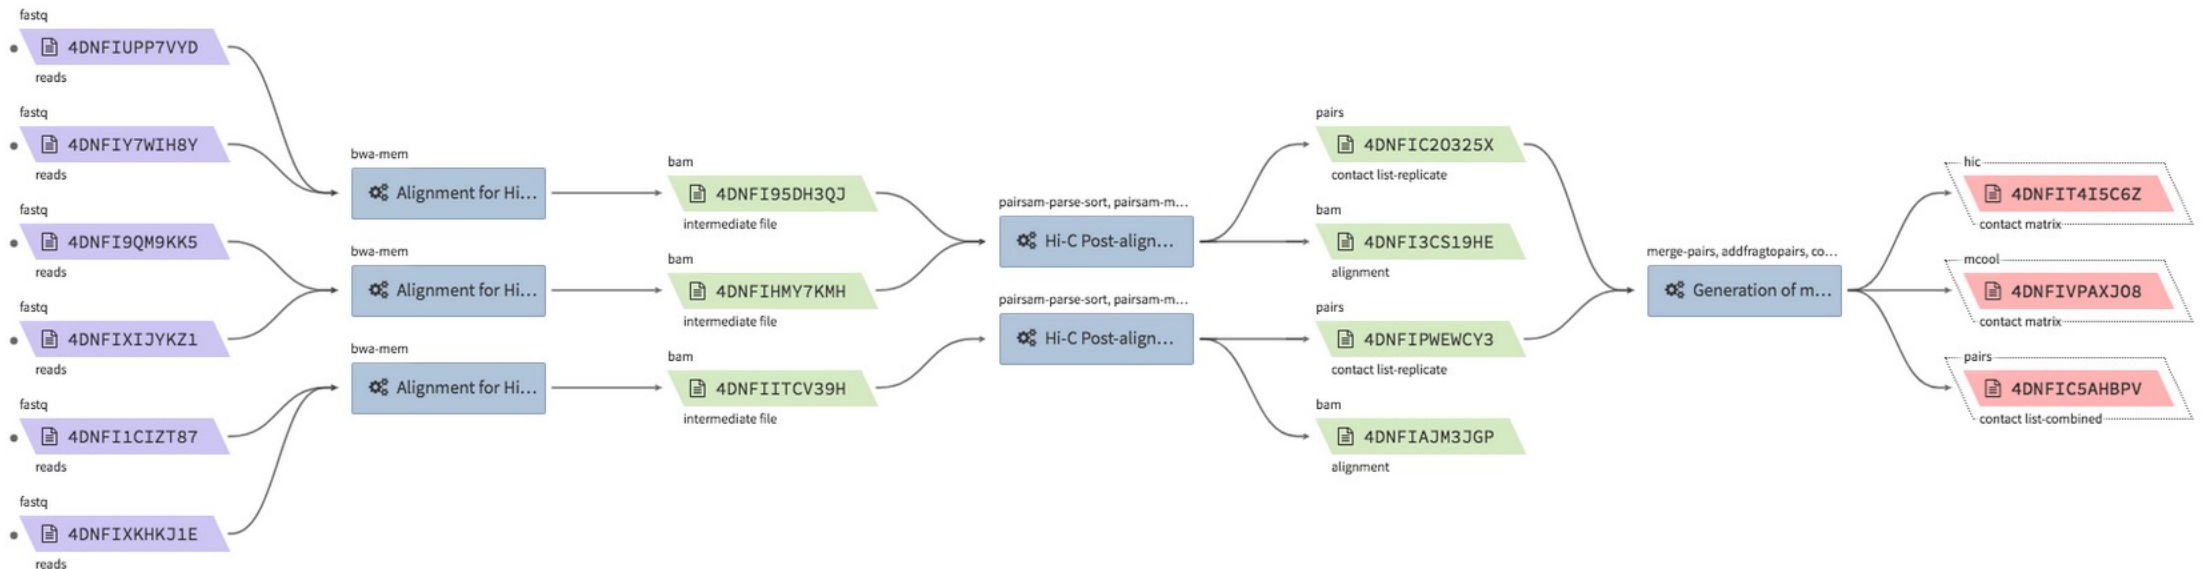 fastq
4DNFIUPP7VYD
reads
fastq
4DNFIY7WIH8Y
reads
fastq
4DNFI9QM9KK5
reads
fastq
4DNFIXIJYKZ1
reads
fastq
4DNFI1CIZT87
reads
fastq
4DNFIXKHKJ1E
reads
bwa-mem
Alignment for Hi...
bwa-mem
Alignment for Hi...
bwa-mem
Alignment for Hi...
bam
4DNFI95DH3QJ
intermediate file
bam
4DNFIHMY7KMH
intermediate file
bam
4DNFIITCV39H
intermediate file
pairsam-parse-sort, pairsam-m...
Hi-C Post-align...
pairsam-parse-sort, pairsam-m...
Hi-C Post-align...
pairs
4DNFIC2O325X
contact list-replicate
bam
4DNFI3CS19HE
alignment
pairs
4DNFIPWEWCY3
contact list-replicate
bam
4DNFIAJM3JGP
alignment
merge-pairs, addfragtopairs, co...
Generation of m...
hic
4DNFIT4I5C6Z
contact matrix
mcool
4DNFIVPAXJO8
contact matrix
pairs
4DNFIC5AHBPV
contact list-combined